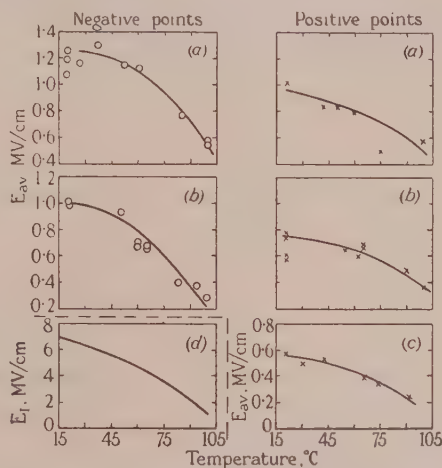 Negative points Positive points
1·4
(a) (a)
1·2
1·0
0·8
0·6
0·4
E_av MV/cm
1·2
(b) (b)
1·0
0·8
0·6
0·4
0·2
8 0·8
(d) (c)
6 0·6
4 0·4
2 0·2
0 0
E_I, MV/cm E_av, MV/cm
15 45 75 105 15 45 75 105
Temperature, °C